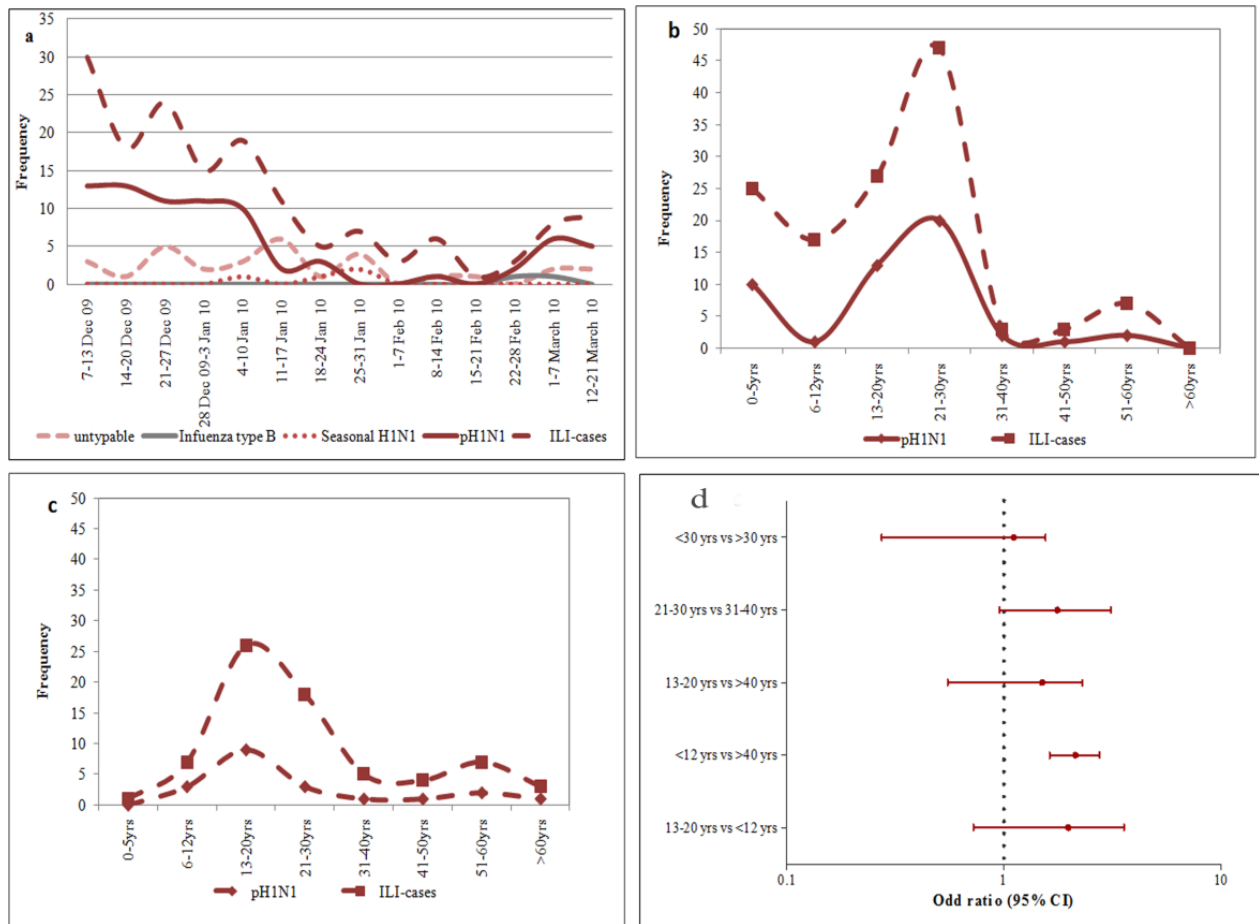 a
35
30
25
20
15
10
5
0
Frequency
7-13 Dec 09
14-20 Dec 09
21-27 Dec 09
28 Dec 09-3 Jan 10
4-10 Jan 10
11-17 Jan 10
18-24 Jan 10
25-31 Jan 10
1-7 Feb 10
8-14 Feb 10
15-21 Feb 10
22-28 Feb 10
1-7 March 10
12-21 March 10
untypable Infuenza type B Seasonal H1N1 pH1N1 ILI-cases
b
50
45
40
35
30
25
20
15
10
5
0
Frequency
0-5yrs
6-12yrs
13-20yrs
21-30yrs
31-40yrs
41-50yrs
51-60yrs
>60yrs
pH1N1 ILI-cases
c
50
45
40
35
30
25
20
15
10
5
0
Frequency
0-5yrs
6-12yrs
13-20yrs
21-30yrs
31-40yrs
41-50yrs
51-60yrs
>60yrs
pH1N1 ILI-cases
d
<30 yrs vs >30 yrs
21-30 yrs vs 31-40 yrs
13-20 yrs vs >40 yrs
<12 yrs vs >40 yrs
13-20 yrs vs <12 yrs
0.1 1 10
Odd ratio (95% CI)